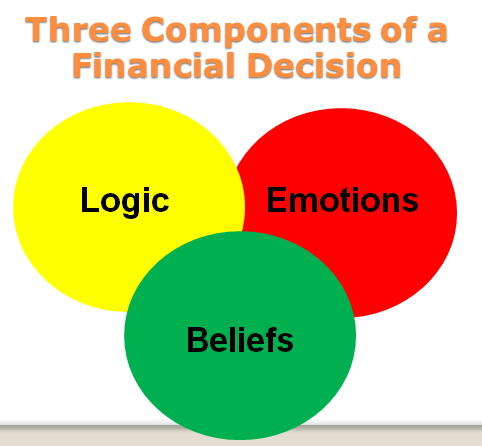 Three Components of a
Financial Decision
Logic
Emotions
Beliefs